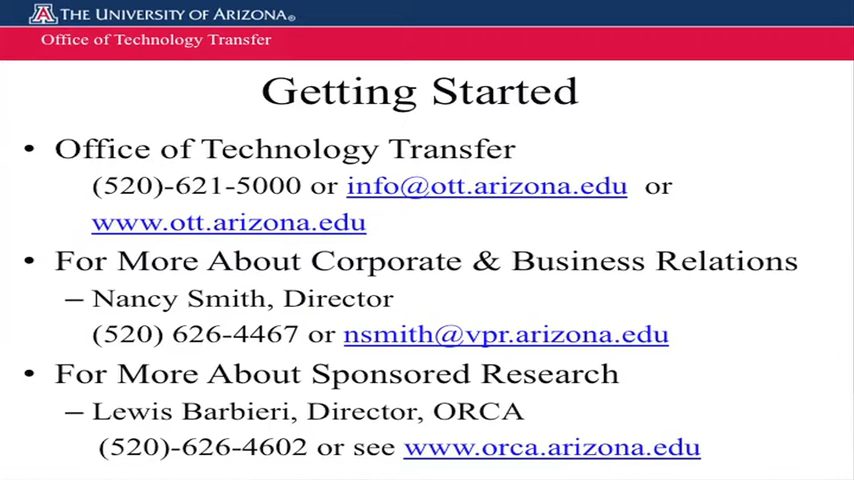 THE UNIVERSITY OF ARIZONA®
Office of Technology Transfer
Getting Started
• Office of Technology Transfer
(520)-621-5000 or info@ott.arizona.edu or
www.ott.arizona.edu
• For More About Corporate & Business Relations
– Nancy Smith, Director
(520) 626-4467 or nsmith@vpr.arizona.edu
• For More About Sponsored Research
– Lewis Barbieri, Director, ORCA
(520)-626-4602 or see www.orca.arizona.edu